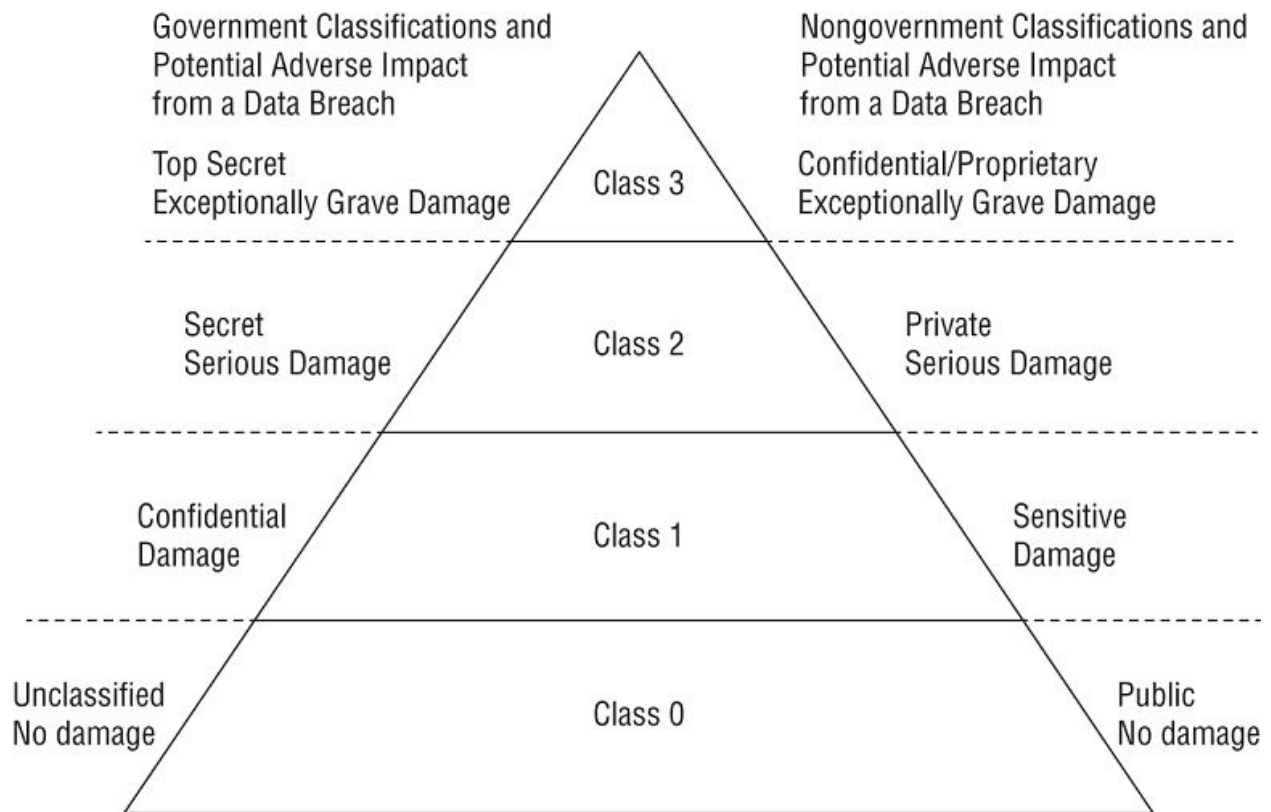 Government Classifications and
Potential Adverse Impact
from a Data Breach
Nongovernment Classifications and
Potential Adverse Impact
from a Data Breach
Top Secret
Exceptionally Grave Damage
Class 3
Confidential/Proprietary
Exceptionally Grave Damage
Secret
Serious Damage
Class 2
Private
Serious Damage
Confidential
Damage
Class 1
Sensitive
Damage
Unclassified
No damage
Class 0
Public
No damage